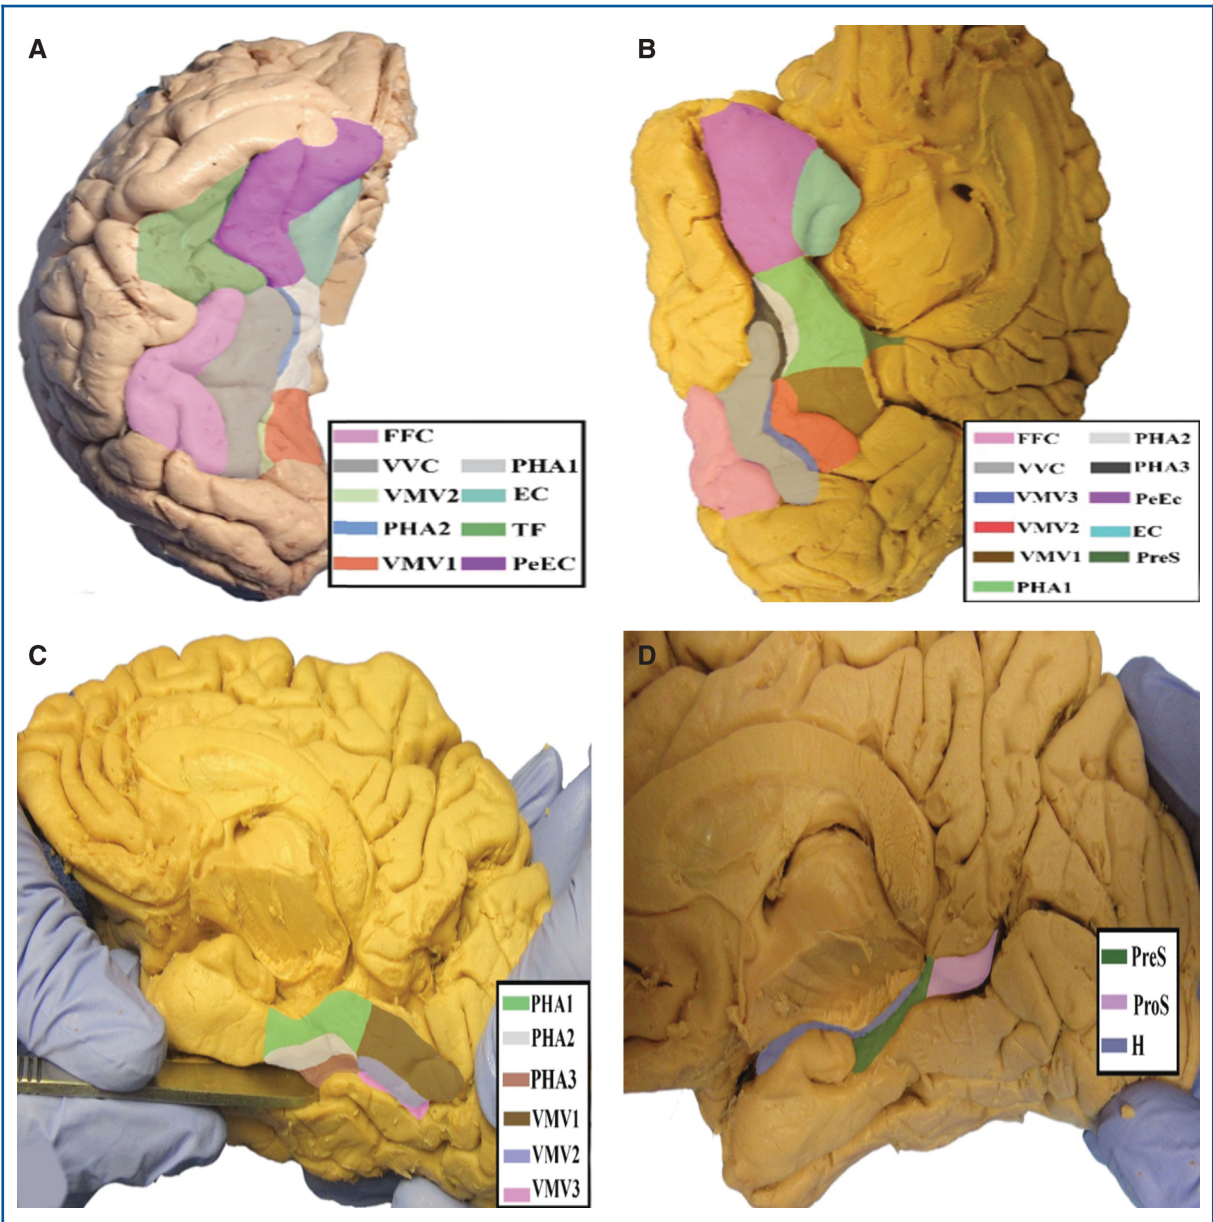 A
B
FFC
VVC PHA1
VMV2 EC
PHA2 TF
VMV1 PeEC
FFC PHA2
VVC PHA3
VMV3 PeEc
VMV2 EC
VMV1 PreS
PHA1
C
D
PHA1
PHA2
PHA3
VMV1
VMV2
VMV3
PreS
ProS
H